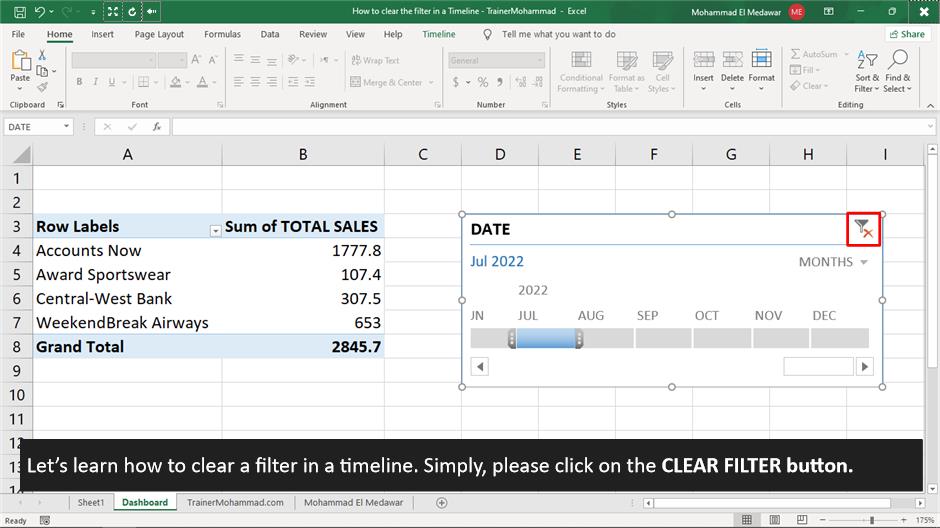 How to clear the filter in a Timeline - TrainerMohammad - Excel
Mohammad El Medawar ME
File Home Insert Page Layout Formulas Data Review View Help Timeline Tell me what you want to do Share
Paste
Clipboard
B I U A A A
Font
ab Wrap Text
Merge & Center
Alignment
General
$ %
Number
Conditional Formatting
Format as Table
Cell Styles
Styles
Insert Delete Format
Cells
AutoSum
Fill
Clear
Sort & Filter
Find & Select
Editing
DATE fx
A B C D E F G H I
1
2
3 Row Labels Sum of TOTAL SALES
4 Accounts Now 1777.8
5 Award Sportswear 107.4
6 Central-West Bank 307.5
7 WeekendBreak Airways 653
8 Grand Total 2845.7
9
10
11
12
DATE
Jul 2022 MONTHS
2022
JN JUL AUG SEP OCT NOV DEC
Let's learn how to clear a filter in a timeline. Simply, please click on the CLEAR FILTER button.
Sheet1 Dashboard TrainerMohammad.com Mohammad El Medawar
Ready 175%